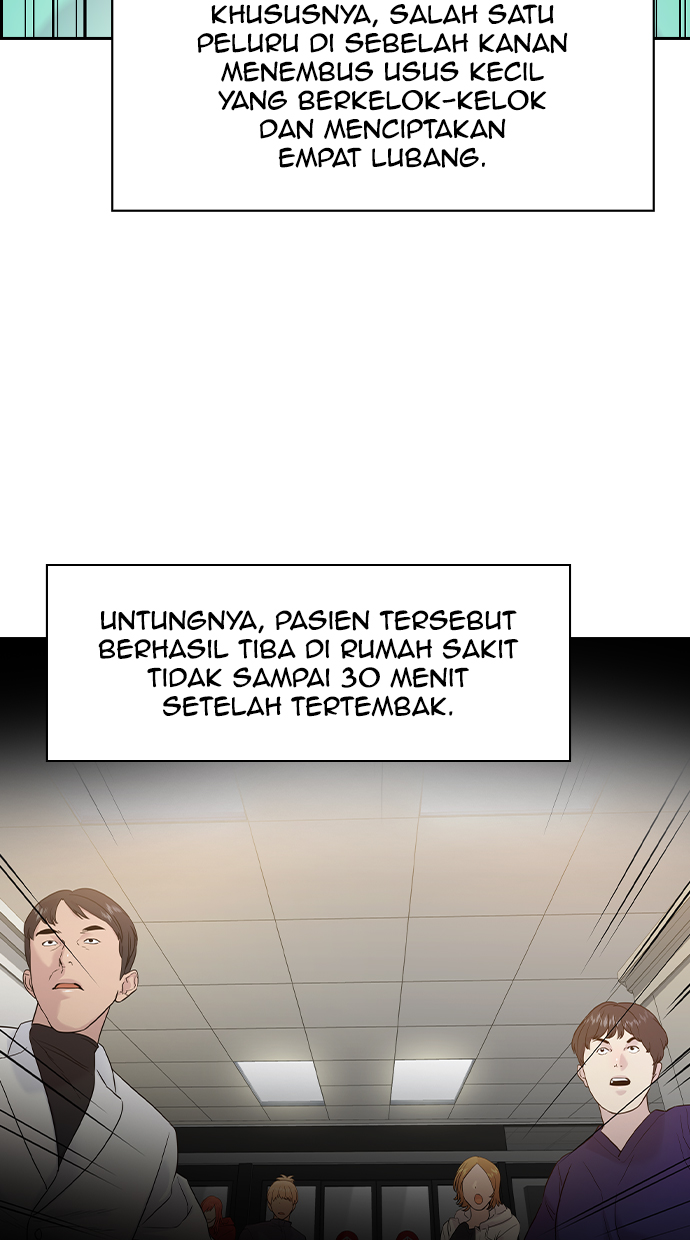 KHUSUSNYA, SALAH SATU
PELURU DI SEBELAH KANAN
MENEMBUS USUS KECIL
YANG BERKELOK-KELOK
DAN MENCIPTAKAN
EMPAT LUBANG.
UNTUNGNYA, PASIEN TERSEBUT
BERHASIL TIBA DI RUMAH SAKIT
TIDAK SAMPAI 30 MENIT
SETELAH TERTEMBAK.